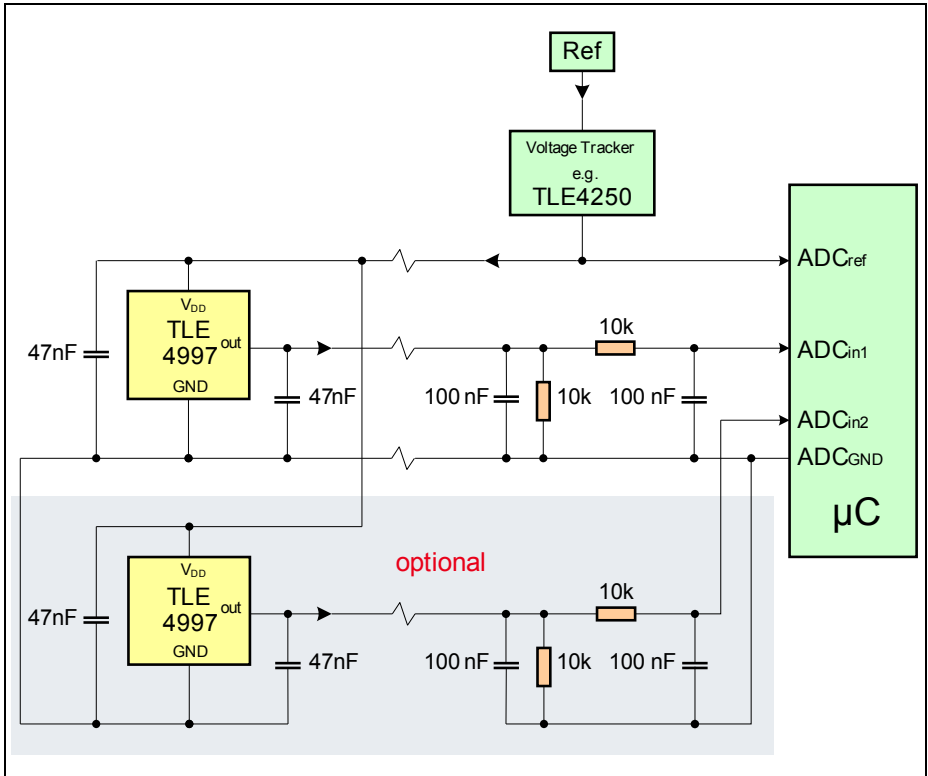 Ref
Voltage Tracker
e.g.
TLE4250
ADCref
VDD
TLE
4997
out
GND
47nF
47nF
100 nF
10k
10k
100 nF
ADCin1
ADCin2
ADCGND
µC
optional
VDD
TLE
4997
out
GND
47nF
47nF
100 nF
10k
10k
100 nF